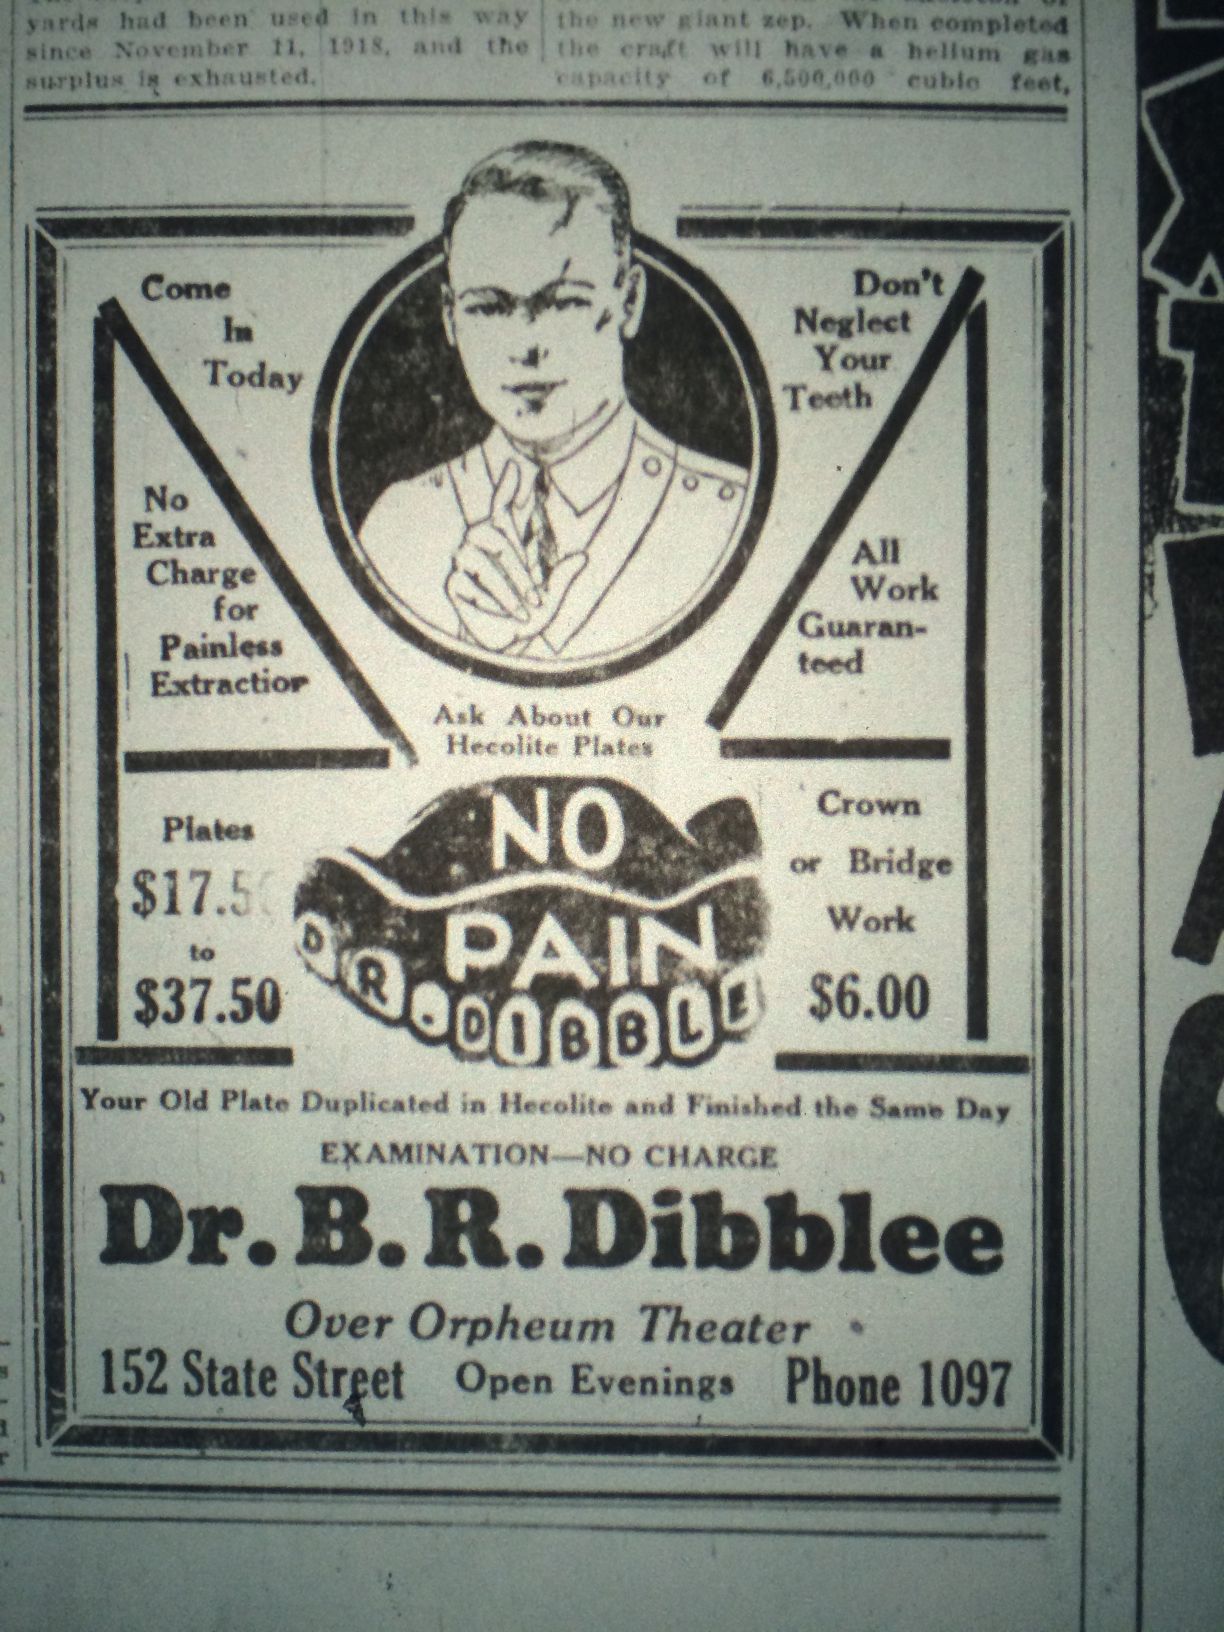 yards had been used in this way
since November 11, 1918, and the
surplus is exhausted.
the new giant zep. When completed
the craft will have a helium gas
capacity of 6,500,000 cubic feet,
Come
In
Today
Don't
Neglect
Your
Teeth
No
Extra
Charge
for
Painless
Extraction
All
Work
Guaran-
teed
Ask About Our
Hecolite Plates
Plates
$17.50
to
$37.50
NO
PAIN
DR. DIBBLE
Crown
or Bridge
Work
$6.00
Your Old Plate Duplicated in Hecolite and Finished the Same Day
EXAMINATION—NO CHARGE
Dr. B. R. Dibblee
Over Orpheum Theater
152 State Street Open Evenings Phone 1097